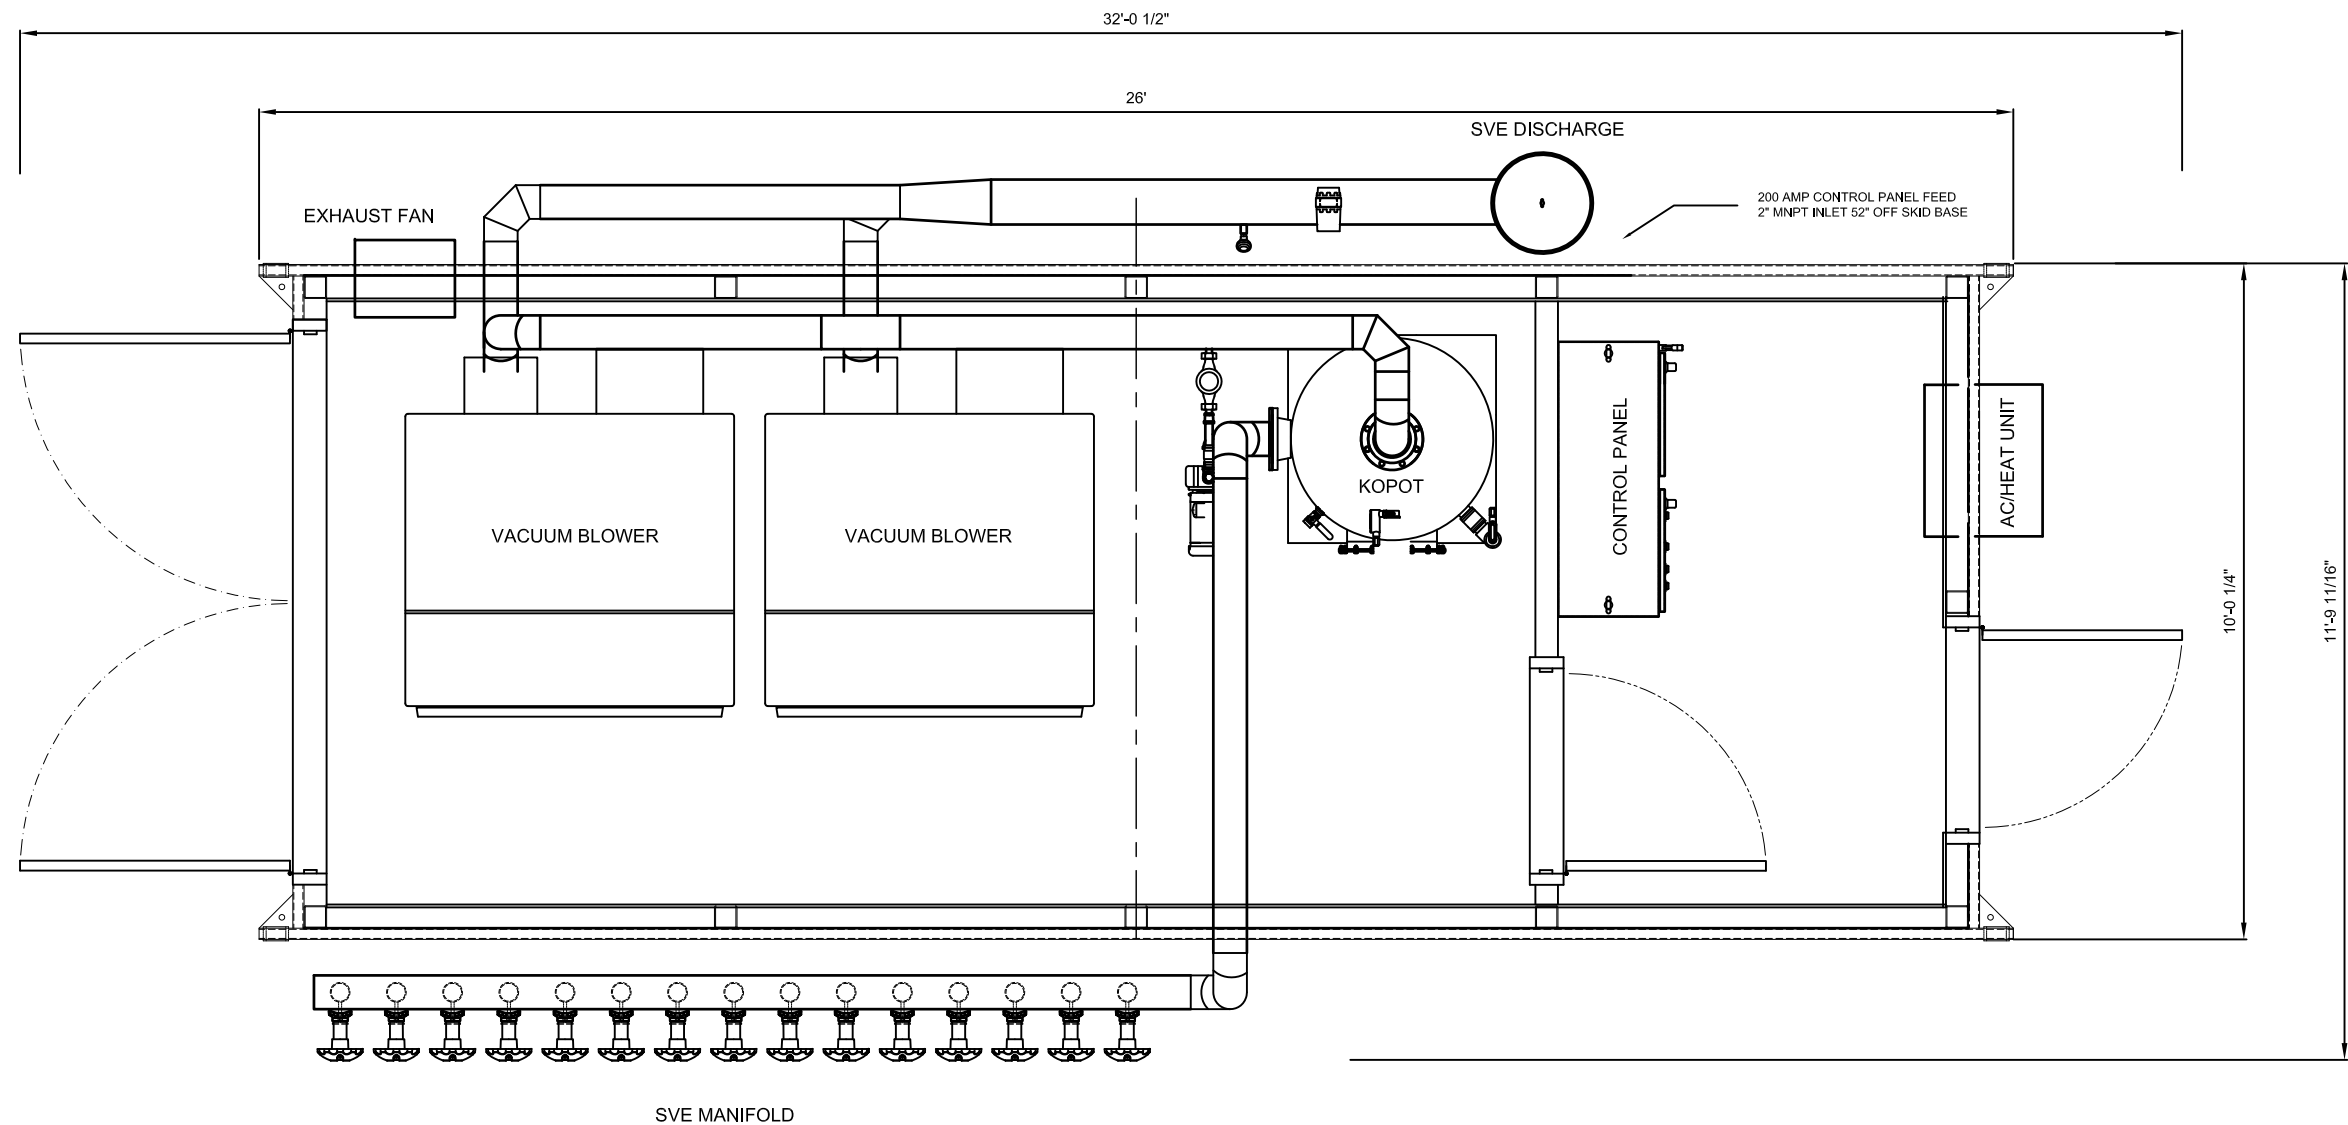 32'-0 1/2"
26'
SVE DISCHARGE
200 AMP CONTROL PANEL FEED
2" MNPT INLET 52" OFF SKID BASE
EXHAUST FAN
VACUUM BLOWER
VACUUM BLOWER
KOPOT
CONTROL PANEL
AC/HEAT UNIT
10'-0 1/4"
11'-9 11/16"
SVE MANIFOLD